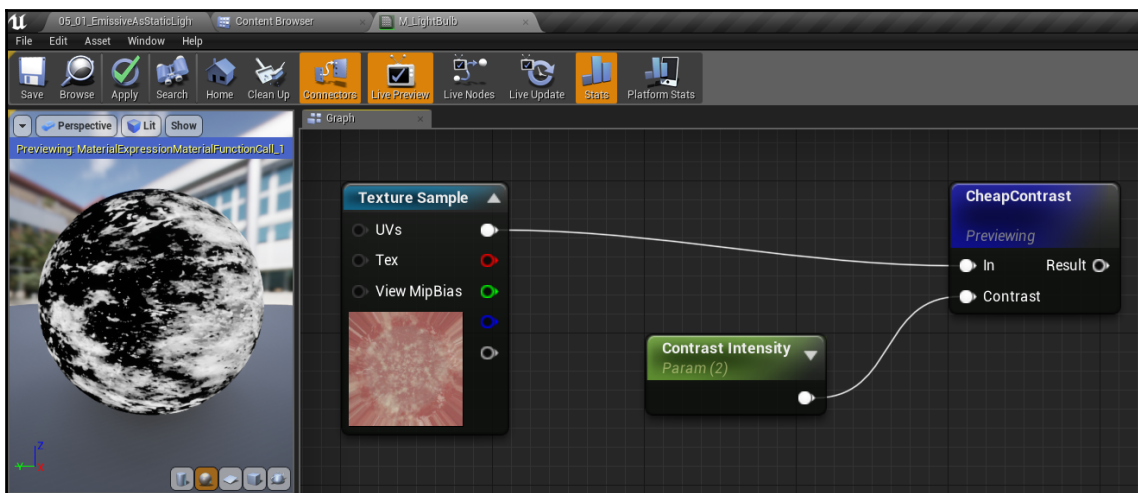 05_01_EmissiveAsStaticLigh
Content Browser
M_LightBulb
File Edit Asset Window Help
Save Browse Apply Search Home Clean Up Connectors Live Preview Live Nodes Live Update Stats Platform Stats
Perspective Lit Show
Graph
Previewing: MaterialExpressionMaterialFunctionCall_1
Texture Sample
UVs
Tex
View MipBias
Contrast Intensity
Param (2)
CheapContrast
Previewing
In Result
Contrast
Z
Y X